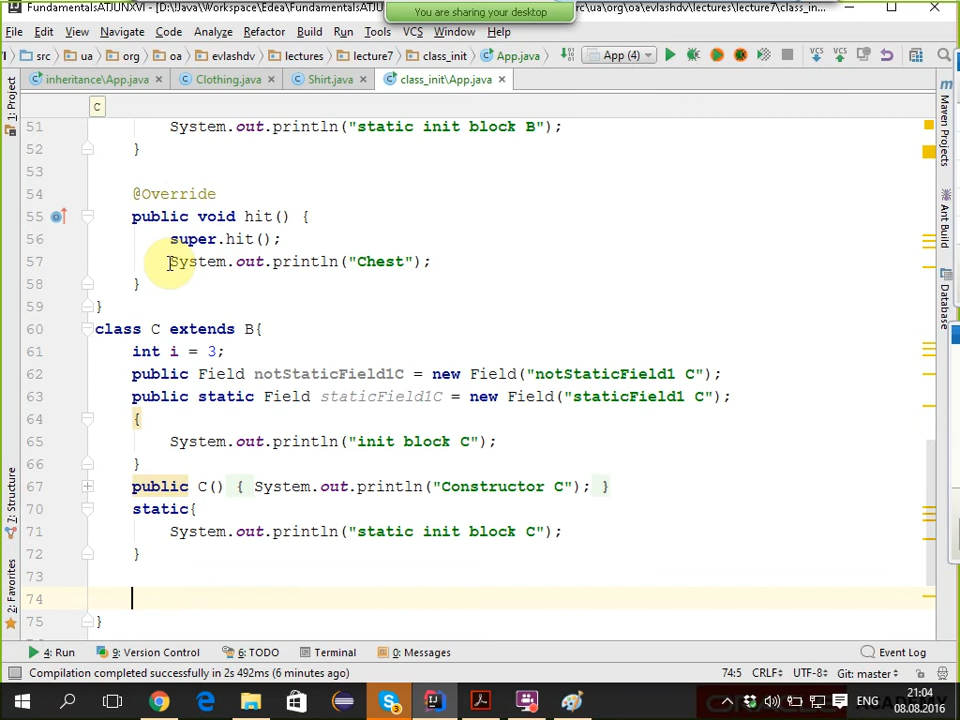 FundamentalsATJUNXVI - [D:\!Java\Workspace\Edea\FundamentalsATJUNXVI] - ...\src\ua\org\oa\evlashdv\lectures\lecture7\class_in...
You are sharing your desktop
File Edit View Navigate Code Analyze Refactor Build Run Tools VCS Window Help
src ua org oa evlashdv lectures lecture7 class_init App.java App (4) VCS VCS
inheritance\App.java Clothing.java Shirt.java class_init\App.java
C
51 System.out.println("static init block B");
52 }
53
54 @Override
55 public void hit() {
56 super.hit();
57 System.out.println("Chest");
58 }
59 }
60 class C extends B{
61 int i = 3;
62 public Field notStaticField1C = new Field("notStaticField1 C");
63 public static Field staticField1C = new Field("staticField1 C");
64 {
65 System.out.println("init block C");
66 }
67 public C() { System.out.println("Constructor C"); }
70 static{
71 System.out.println("static init block C");
72 }
73
74
75 }
1: Project
7: Structure
2: Favorites
Maven Projects
Ant Build
Database
4: Run 9: Version Control 6: TODO Terminal 0: Messages Event Log
Compilation completed successfully in 2s 492ms (6 minutes ago) 74:5 CRLF÷ UTF-8÷ Git: master÷
3 ENG 21:04
08.08.2016